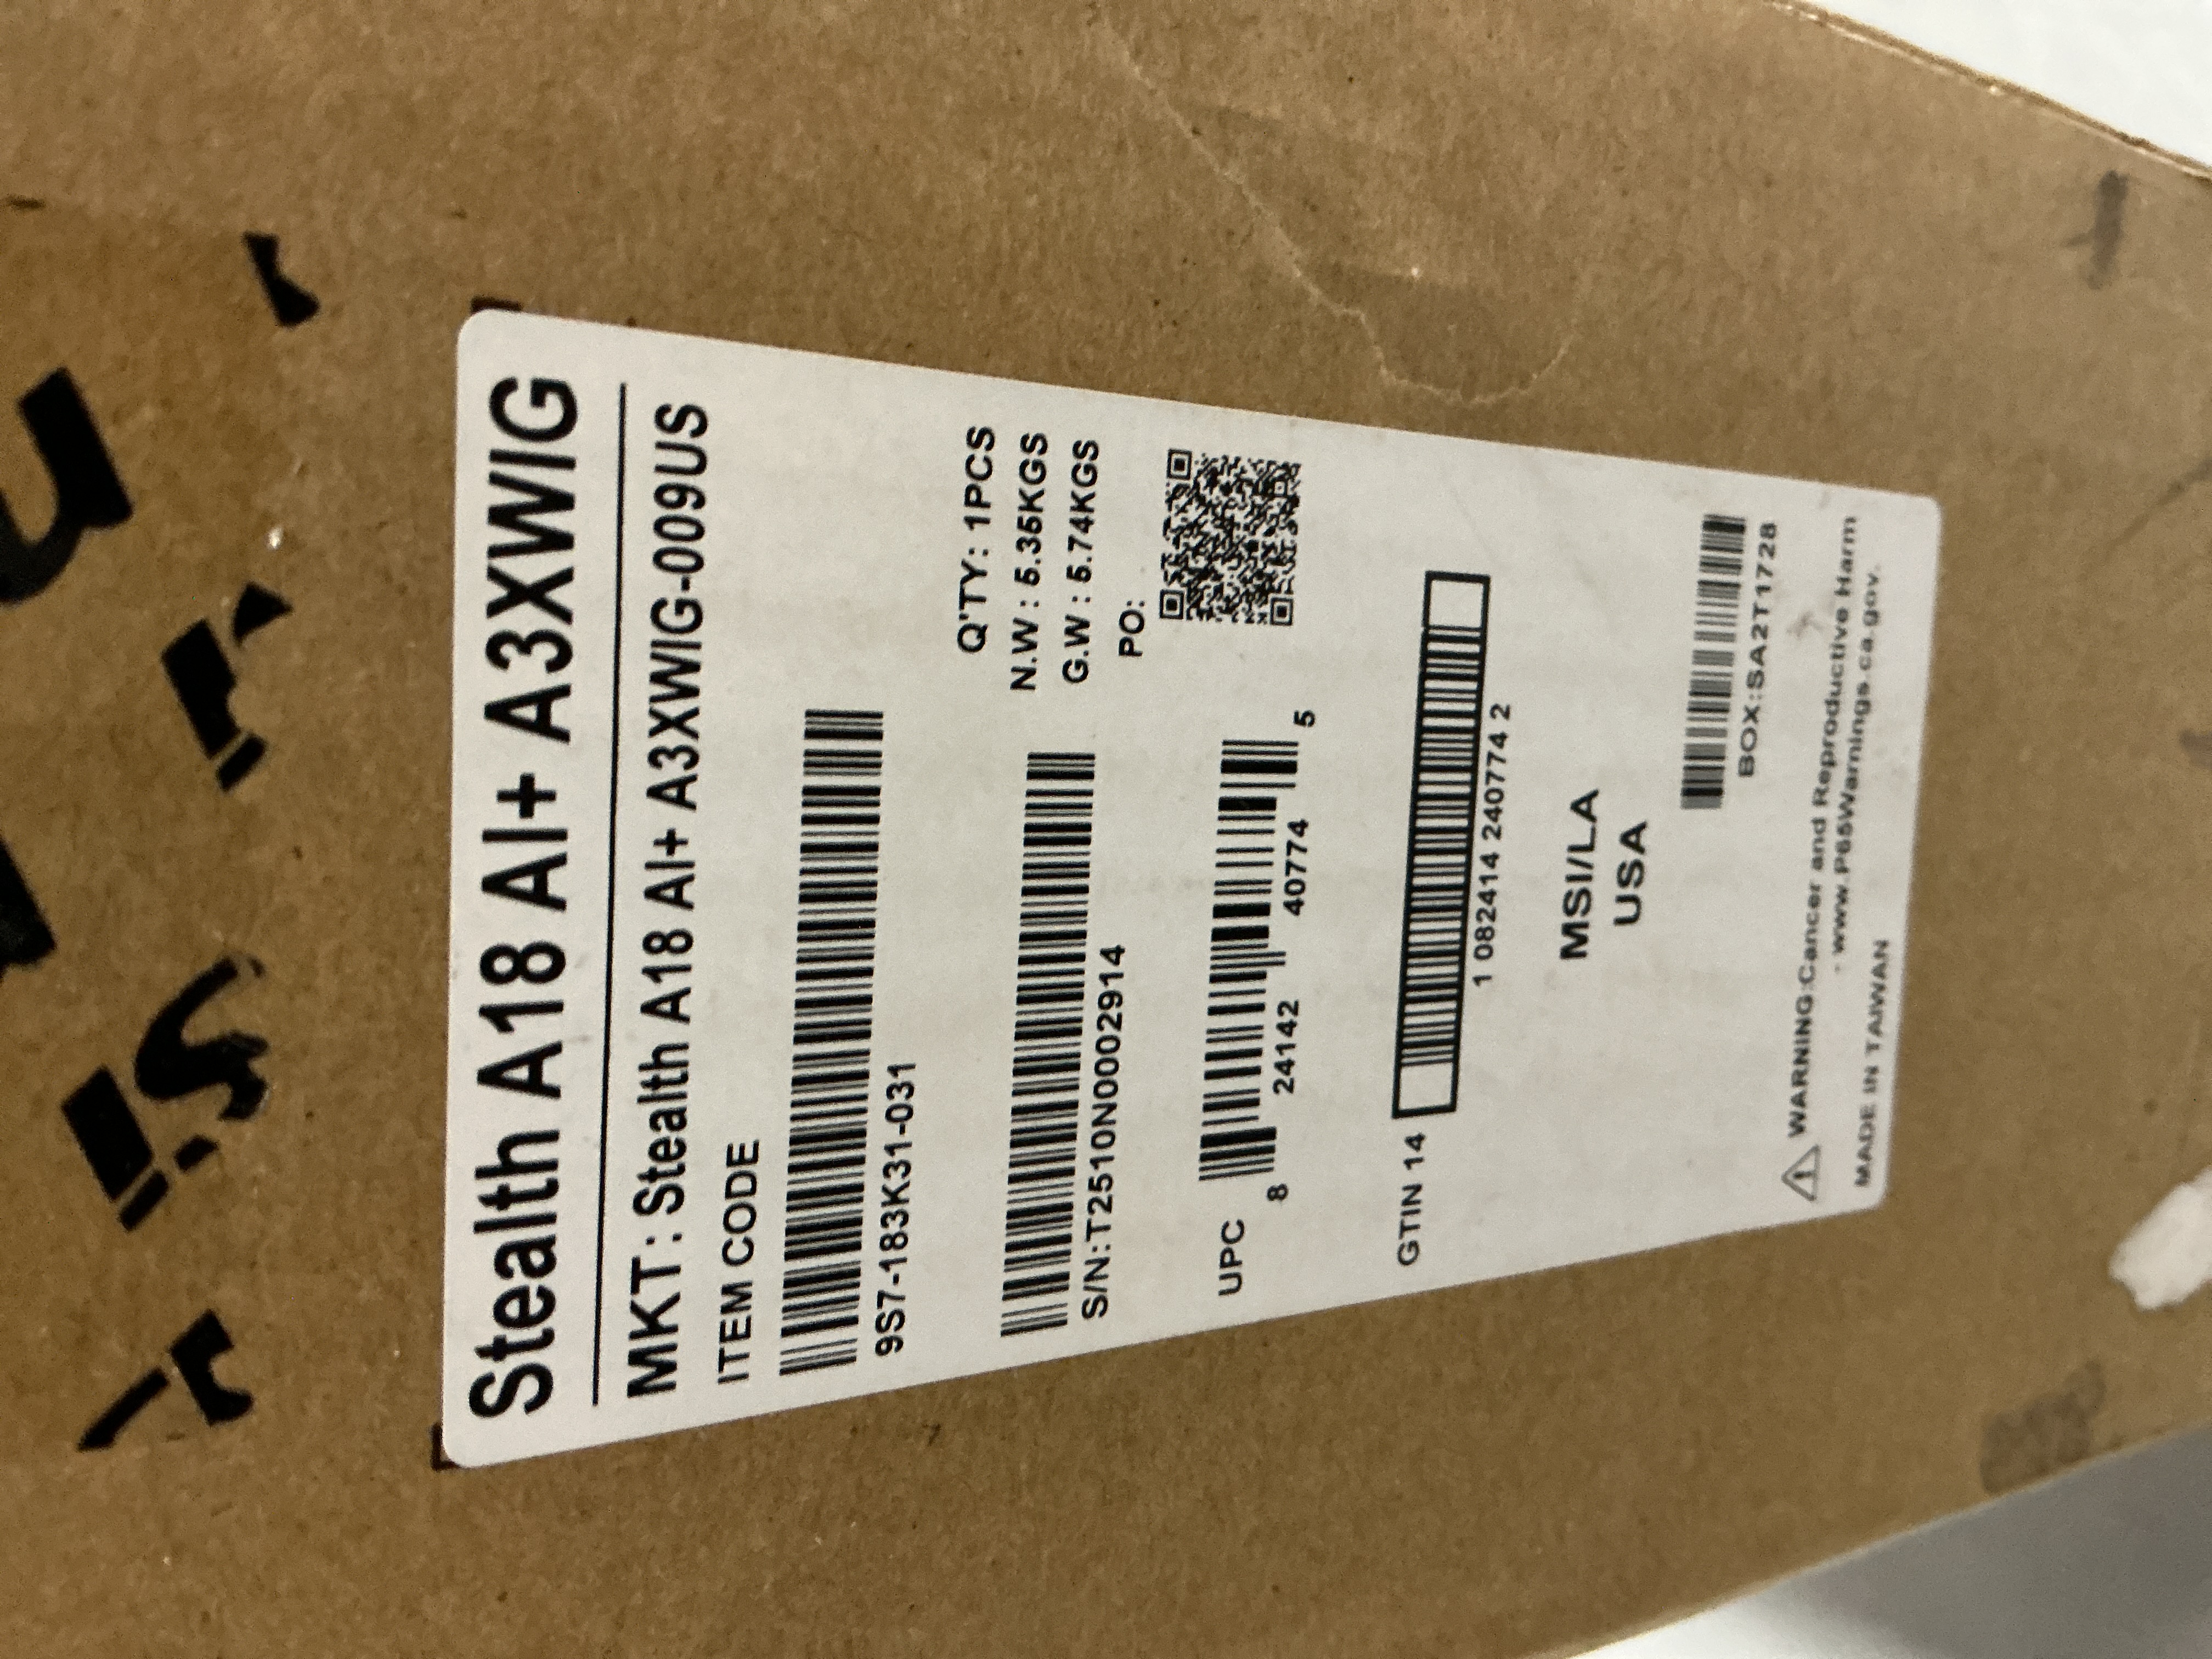 Stealth A18 AI+ A3XWIG
MKT: Stealth A18 AI+ A3XWIG-009US
ITEM CODE
9S7-183K31-031
Q'TY: 1PCS
N.W : 5.35KGS
G.W : 5.74KGS
PO:
S/N:T2510N0002914
UPC
8 24142 40774 5
GTIN 14
1 082414 240774 2
MSI/LA
USA
BOX:SA2T1728
WARNING:Cancer and Reproductive Harm
- www.P65Warnings.ca.gov.
MADE IN TAIWAN